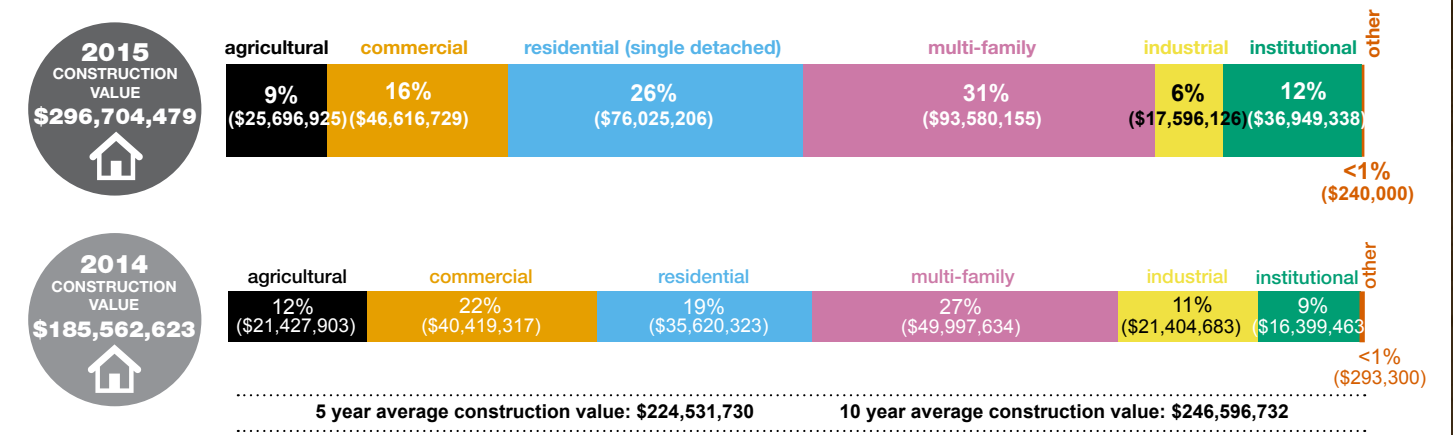 2015
CONSTRUCTION
VALUE
$296,704,479
agricultural commercial residential (single detached) multi-family industrial institutional other
9% 16% 26% 31% 6% 12%
($25,696,925) ($46,616,729) ($76,025,206) ($93,580,155) ($17,596,126) ($36,949,338)
<1%
($240,000)
2014
CONSTRUCTION
VALUE
$185,562,623
agricultural commercial residential multi-family industrial institutional other
12% 22% 19% 27% 11% 9%
($21,427,903) ($40,419,317) ($35,620,323) ($49,997,634) ($21,404,683) ($16,399,463
<1%
($293,300)
5 year average construction value: $224,531,730 10 year average construction value: $246,596,732